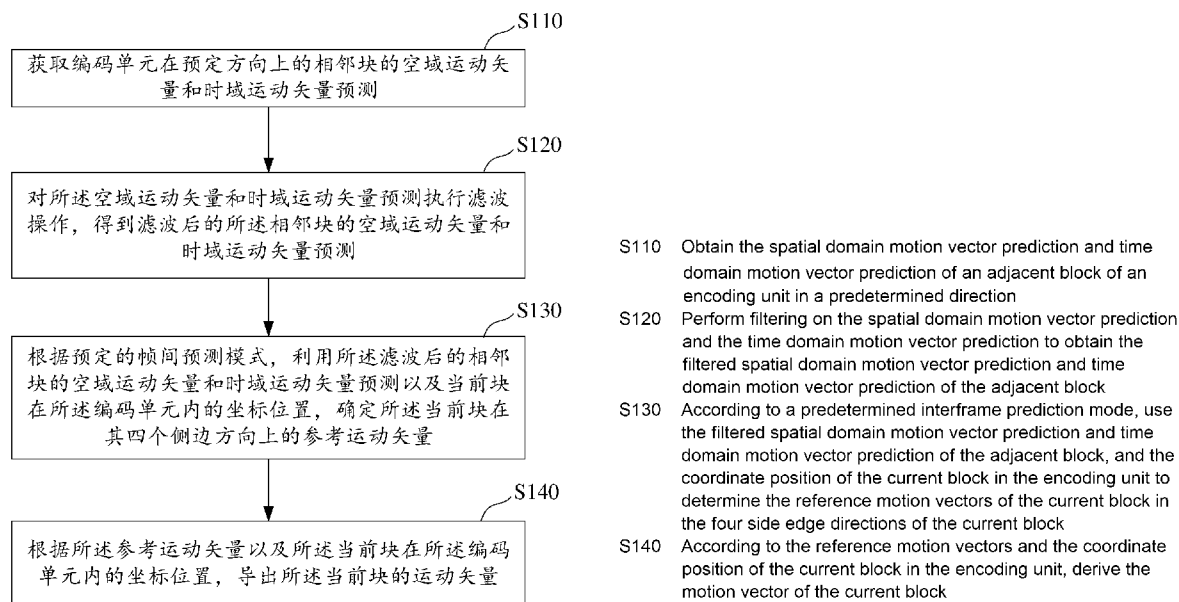 S110
获取编码单元在预定方向上的相邻块的空域运动矢
量和时域运动矢量预测
S120
对所述空域运动矢量和时域运动矢量预测执行滤波
操作，得到滤波后的所述相邻块的空域运动矢量和
时域运动矢量预测
S130
根据预定的帧间预测模式，利用所述滤波后的相邻
块的空域运动矢量和时域运动矢量预测以及当前块
在所述编码单元内的坐标位置，确定所述当前块在
其四个侧边方向上的参考运动矢量
S140
根据所述参考运动矢量以及所述当前块在所述编码
单元内的坐标位置，导出所述当前块的运动矢量
S110 Obtain the spatial domain motion vector prediction and time
domain motion vector prediction of an adjacent block of an
encoding unit in a predetermined direction
S120 Perform filtering on the spatial domain motion vector prediction
and the time domain motion vector prediction to obtain the
filtered spatial domain motion vector prediction and time
domain motion vector prediction of the adjacent block
S130 According to a predetermined interframe prediction mode, use
the filtered spatial domain motion vector prediction and time
domain motion vector prediction of the adjacent block, and the
coordinate position of the current block in the encoding unit to
determine the reference motion vectors of the current block in
the four side edge directions of the current block
S140 According to the reference motion vectors and the coordinate
position of the current block in the encoding unit, derive the
motion vector of the current block